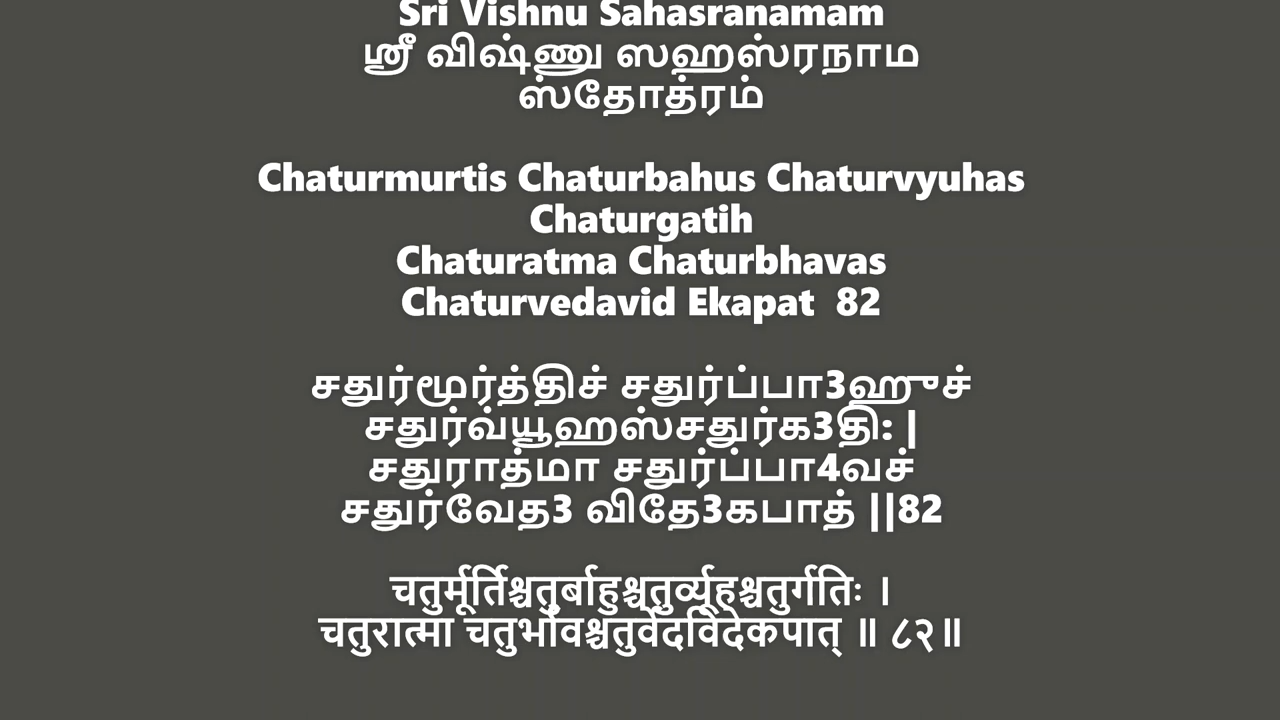 Sri Vishnu Sahasranamam
ஸ்ரீ விஷ்ணு ஸஹஸ்ரநாம
ஸ்தோத்ரம்
Chaturmurtis Chaturbahus Chaturvyuhas
Chaturgatih
Chaturatma Chaturbhavas
Chaturvedavid Ekapat 82
சதுர்மூர்த்திச் சதுர்ப்பா3ஹுச்
சதுர்வ்யூஹஸ்சதுர்க3தி: |
சதுராத்மா சதுர்ப்பா4வச்
சதுர்வேத3 விதே3கபாத் ||82
चतुर्मूर्तिश्चतुर्बाहुश्चतुर्व्यूहश्चतुर्गतिः ।
चतुरात्मा चतुर्भावश्चतुर्वेदविदेकपात् ॥ ८२॥